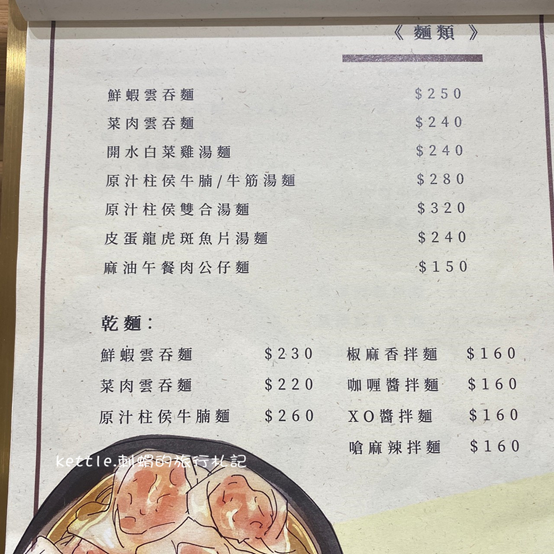 《 麵類 》
鮮蝦雲吞麵 $250
菜肉雲吞麵 $240
開水白菜雞湯麵 $240
原汁柱侯牛腩/牛筋湯麵 $280
原汁柱侯雙合湯麵 $320
皮蛋龍虎斑魚片湯麵 $240
麻油午餐肉公仔麵 $150
乾麵：
鮮蝦雲吞麵 $230 椒麻香拌麵 $160
菜肉雲吞麵 $220 咖喱醬拌麵 $160
原汁柱侯牛腩麵 $260 XO醬拌麵 $160
嗆麻辣拌麵 $160
kettle.刺蝟的旅行札記